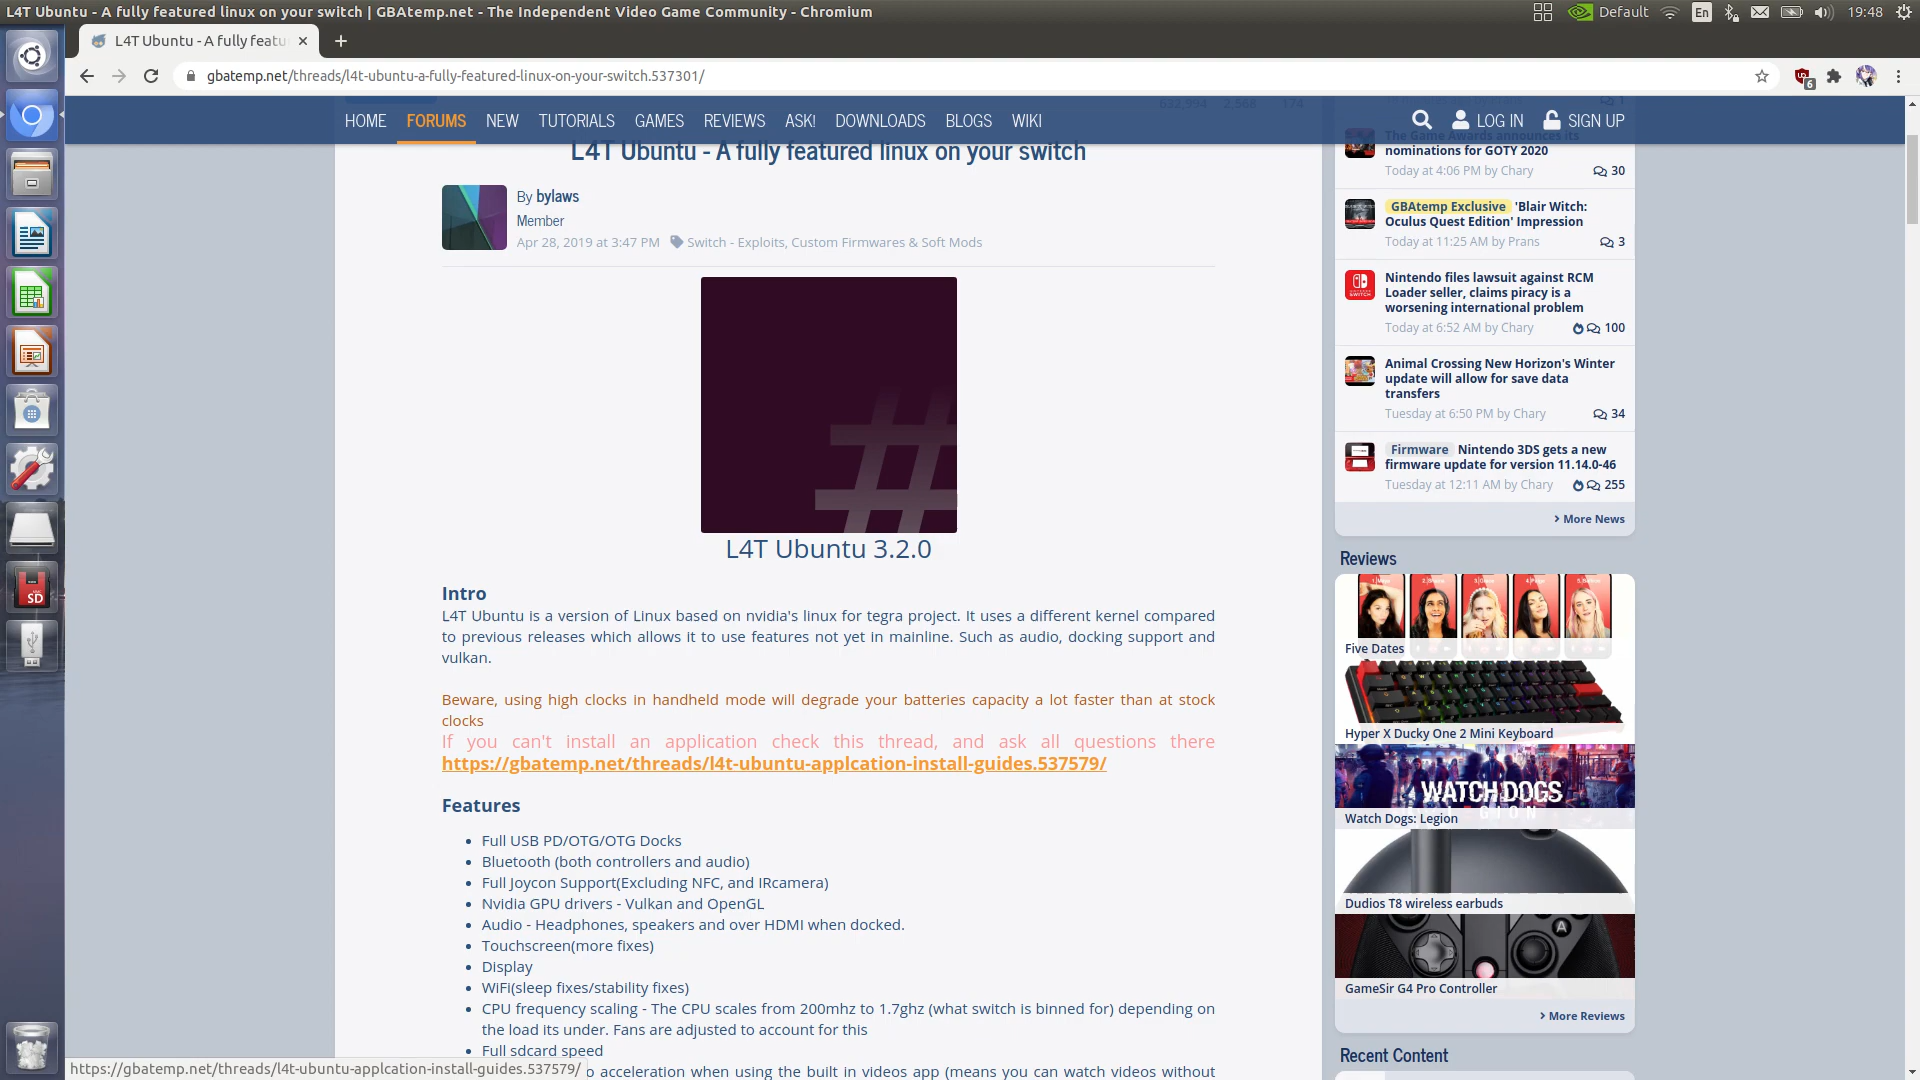 L4T Ubuntu - A fully featured linux on your switch | GBAtemp.net - The Independent Video Game Community - Chromium
Default
En
19:48
L4T Ubuntu - A fully featu
gbatemp.net/threads/l4t-ubuntu-a-fully-featured-linux-on-your-switch.537301/
6
HOME FORUMS NEW TUTORIALS GAMES REVIEWS ASK! DOWNLOADS BLOGS WIKI
LOG IN SIGN UP
632,994 2,568 174
L4T Ubuntu - A fully featured linux on your switch
By bylaws
Member
Apr 28, 2019 at 3:47 PM Switch - Exploits, Custom Firmwares & Soft Mods
#
L4T Ubuntu 3.2.0
Intro
L4T Ubuntu is a version of Linux based on nvidia's linux for tegra project. It uses a different kernel compared
to previous releases which allows it to use features not yet in mainline. Such as audio, docking support and
vulkan.
Beware, using high clocks in handheld mode will degrade your batteries capacity a lot faster than at stock
clocks
If you can't install an application check this thread, and ask all questions there
https://gbatemp.net/threads/l4t-ubuntu-applcation-install-guides.537579/
Features
• Full USB PD/OTG/OTG Docks
• Bluetooth (both controllers and audio)
• Full Joycon Support(Excluding NFC, and IRcamera)
• Nvidia GPU drivers - Vulkan and OpenGL
• Audio - Headphones, speakers and over HDMI when docked.
• Touchscreen(more fixes)
• Display
• WiFi(sleep fixes/stability fixes)
• CPU frequency scaling - The CPU scales from 200mhz to 1.7ghz (what switch is binned for) depending on
the load its under. Fans are adjusted to account for this
• Full sdcard speed
o acceleration when using the built in videos app (means you can watch videos without
https://gbatemp.net/threads/l4t-ubuntu-applcation-install-guides.537579/
SD
1
The Game Awards announces its
nominations for GOTY 2020
Today at 4:06 PM by Chary 30
GBAtemp Exclusive 'Blair Witch:
Oculus Quest Edition' Impression
Today at 11:25 AM by Prans 3
Nintendo files lawsuit against RCM
Loader seller, claims piracy is a
worsening international problem
Today at 6:52 AM by Chary 100
Animal Crossing New Horizon's Winter
update will allow for save data
transfers
Tuesday at 6:50 PM by Chary 34
Firmware Nintendo 3DS gets a new
firmware update for version 11.14.0-46
Tuesday at 12:11 AM by Chary 255
More News
Reviews
Five Dates
Hyper X Ducky One 2 Mini Keyboard
WATCH DOGS
Watch Dogs: Legion
Dudios T8 wireless earbuds
A
GameSir G4 Pro Controller
More Reviews
Recent Content